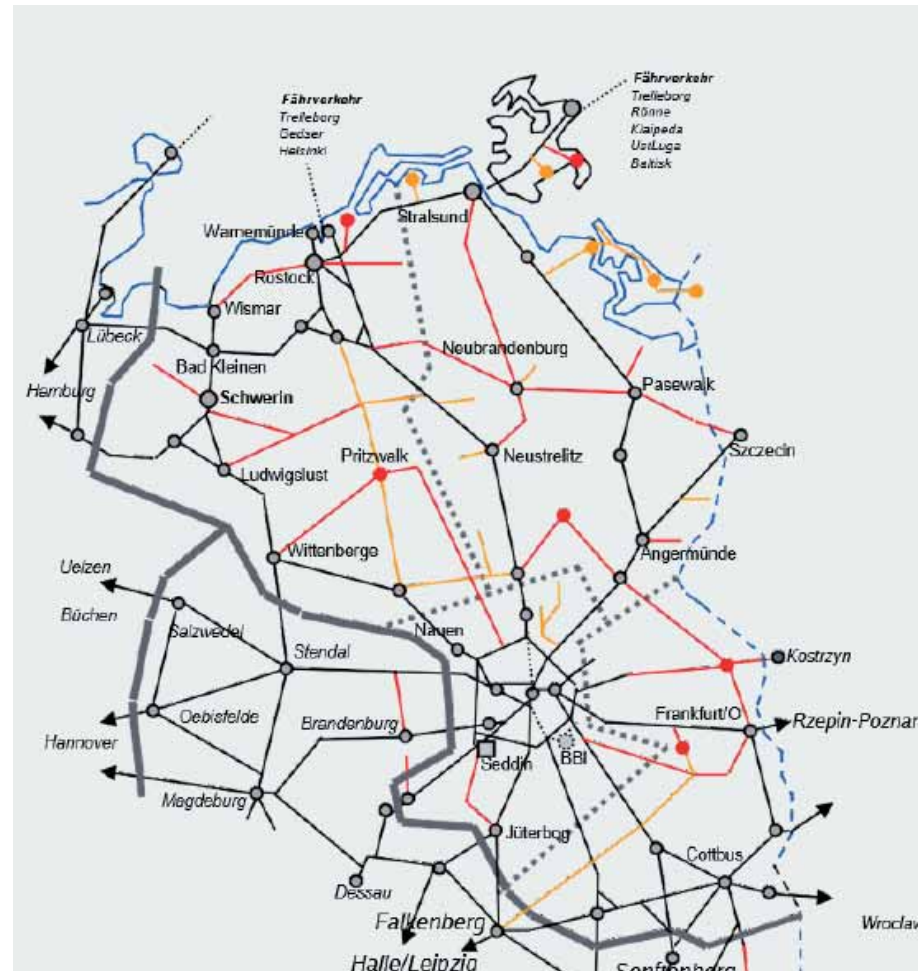 Fährverkehr
Trelleborg
Gedser
Helsinki
Fährverkehr
Trelleborg
Rönne
Klaipeda
UstLuga
Baltisk
Stralsund
Warnemünde
Rostock
Wismar
Lübeck
Bad Kleinen
Neubrandenburg
Pasewalk
Hamburg
Schwerin
Pritzwalk
Neustrelitz
Szczecin
Ludwigslust
Wittenberge
Angermünde
Uelzen
Büchen
Salzwedel
Nauen
Stendal
Kostrzyn
Oebisfelde
Brandenburg
Frankfurt/O
Rzepin-Poznan
Hannover
Seddin
BBI
Magdeburg
Jüterbog
Cottbus
Dessau
Falkenberg
Wroclaw
Halle/Leipzig
Senftenberg